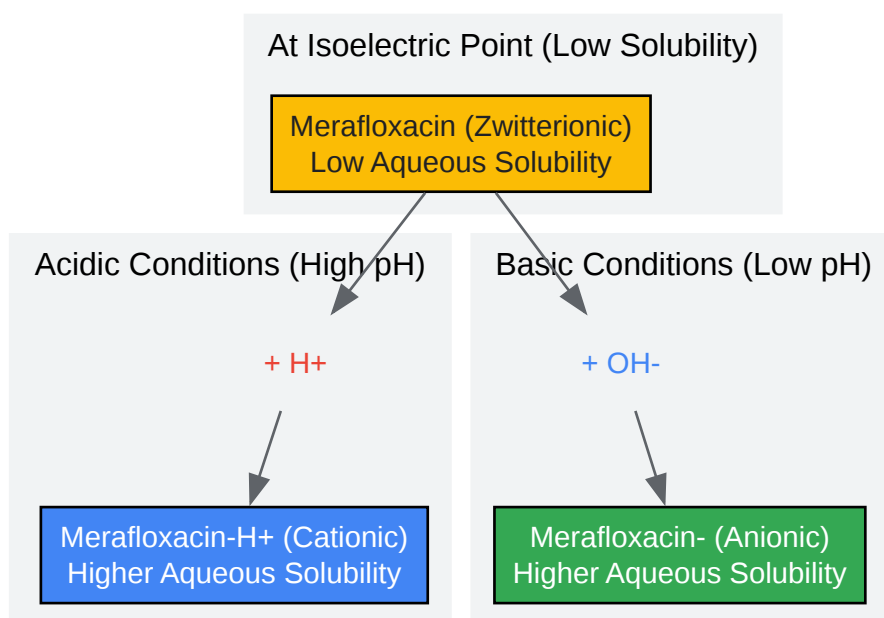 At Isoelectric Point (Low Solubility)
Merafloxacin (Zwitterionic)
Low Aqueous Solubility
Acidic Conditions (High pH)
+ H+
Merafloxacin-H+ (Cationic)
Higher Aqueous Solubility
Basic Conditions (Low pH)
+ OH-
Merafloxacin- (Anionic)
Higher Aqueous Solubility